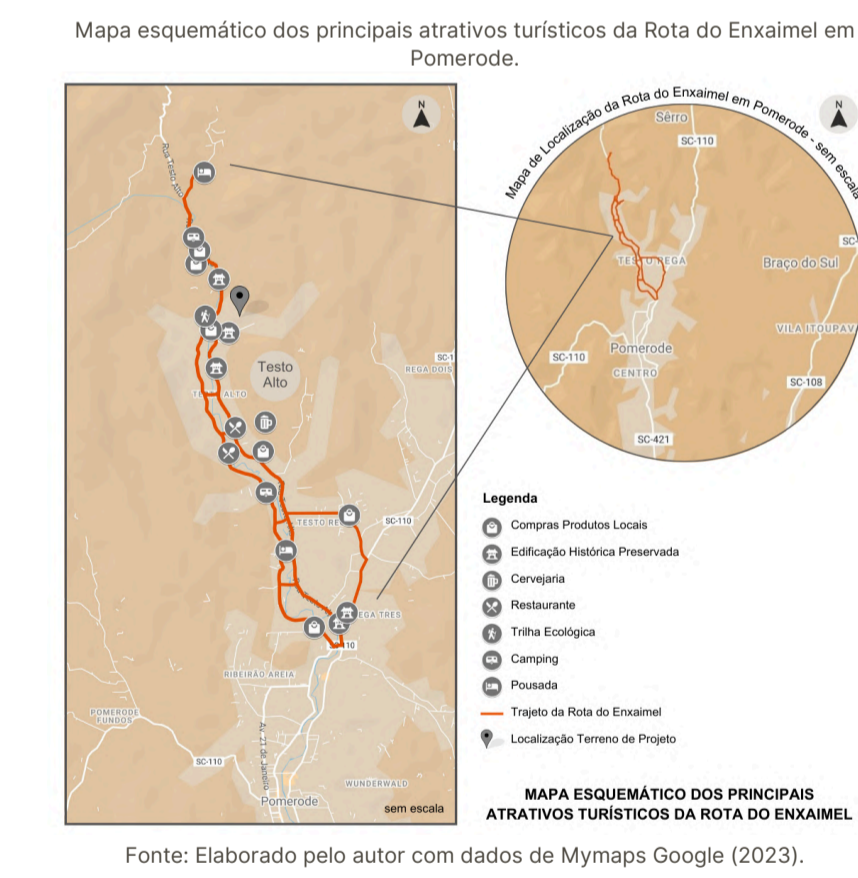 Mapa esquemático dos principais atrativos turísticos da Rota do Enxaimel em
Pomerode.
N
Rua Testo Alto
Testo
Alto
SC-1
REGA DOIS
TESTO ALTO
TESTO RE
SC-110
EGA TRES
SC-110
RIBEIRÃO AREIA
POMERODE
FUNDOS
SC-110
Av. 21 de Janeiro
WUNDERWALD
Pomerode
sem escala
Mapa de Localização da Rota do Enxaimel em Pomerode - sem escala
N
Sêrro
SC-110
SC-
TESTO REGA
Braço do Sul
VILA ITOUPAVA
Pomerode
SC-110
CENTRO
SC-108
SC-421
Legenda
Compras Produtos Locais
Edificação Histórica Preservada
Cervejaria
Restaurante
Trilha Ecológica
Camping
Pousada
Trajeto da Rota do Enxaimel
Localização Terreno de Projeto
MAPA ESQUEMÁTICO DOS PRINCIPAIS
ATRATIVOS TURÍSTICOS DA ROTA DO ENXAIMEL
Fonte: Elaborado pelo autor com dados de Mymaps Google (2023).